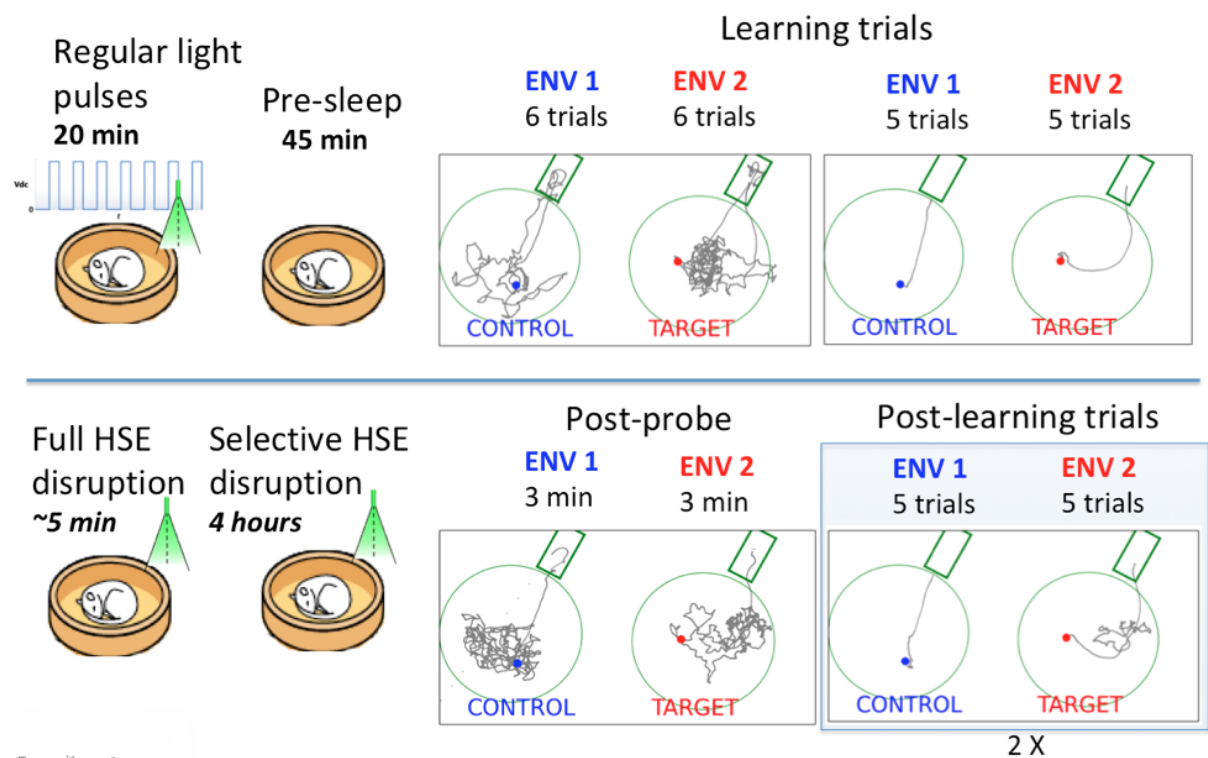 Regular light
pulses
20 min
Vdc
0
t
Pre-sleep
45 min
Learning trials
ENV 1
6 trials
ENV 2
6 trials
ENV 1
5 trials
ENV 2
5 trials
CONTROL
TARGET
CONTROL
TARGET
Full HSE
disruption
~5 min
Selective HSE
disruption
4 hours
Post-probe
ENV 1
3 min
ENV 2
3 min
Post-learning trials
ENV 1
5 trials
ENV 2
5 trials
CONTROL
TARGET
CONTROL
TARGET
2 X